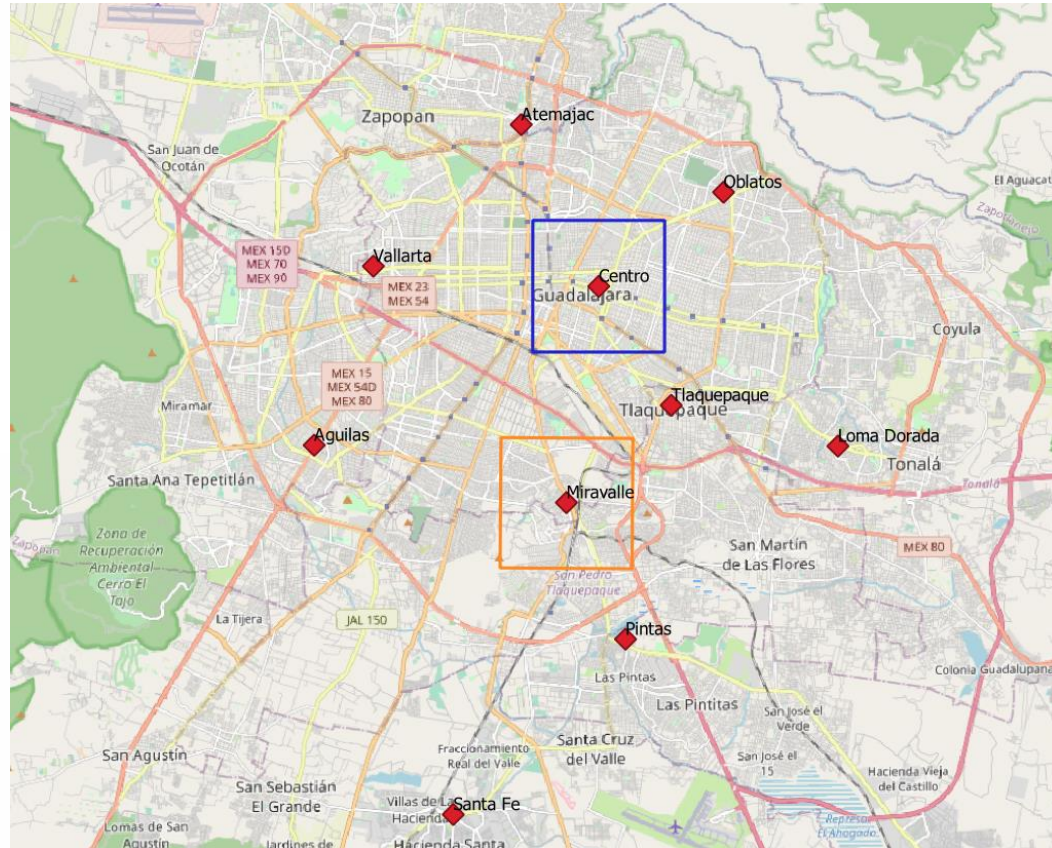 Atemajac
Zapopan
San Juan de
Ocotán
Oblatos
El Aguacat
Zapotlanejo
MEX 15D
MEX 70
MEX 90
Vallarta
MEX 23
MEX 54
Centro
Guadalajara
Coyula
MEX 15
MEX 54D
MEX 80
Miramar
Tlaquepaque
Tlaquepaque
Aguilas
Loma Dorada
Tonalá
Santa Ana Tepetitlán
Tonalá
Miravalle
Zona de
Recuperación
Ambiental
Cerro El
Tajo
Zapopan
San Martín
de Las Flores
MEX 80
San Pedro
Tlaquepaque
La Tijera
JAL 150
Pintas
Las Pintas
Colonia Guadalupana
Las Pintitas
San José el
Verde
San Agustín
Fraccionamiento
Real del Valle
Santa Cruz
del Valle
San José el
15
Hacienda Vieja
del Castillo
San Sebastián
El Grande
Villas de La
Hacienda
Santa Fe
Lomas de San
Agustín
Jardines de
Hacienda Santa
Represa
El Ahogado